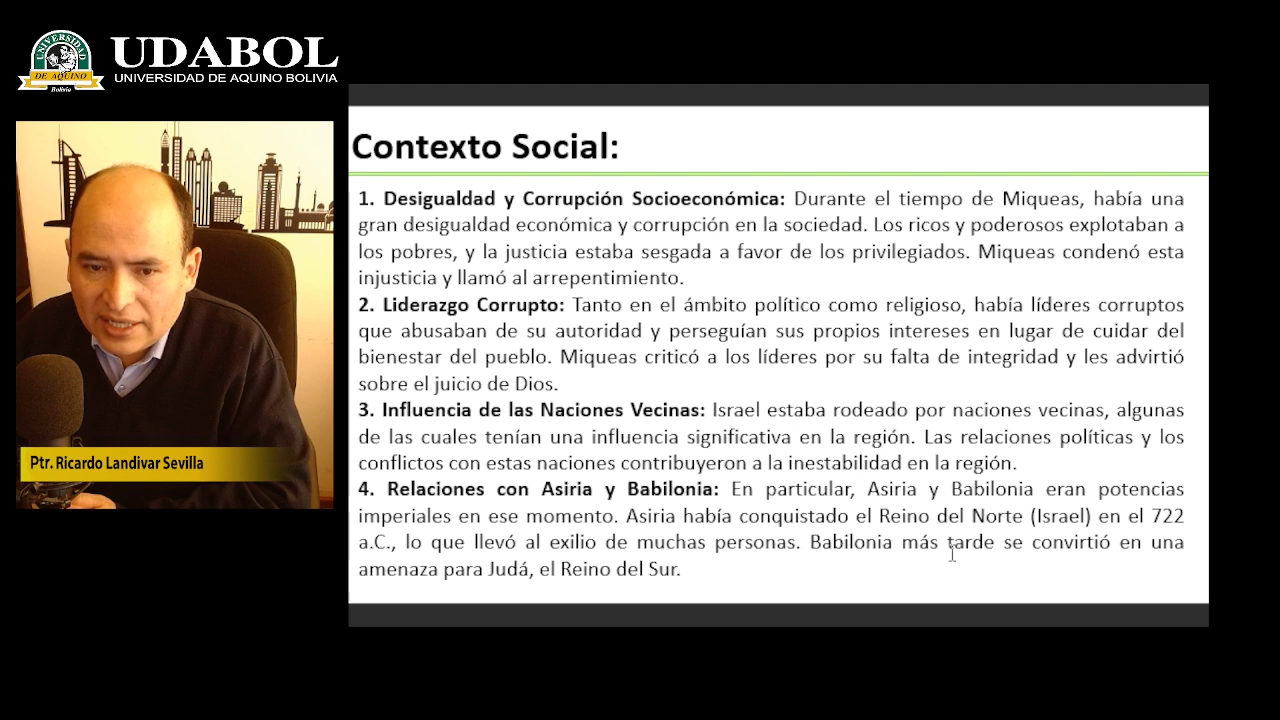 UNIVERSIDAD
DE AQUINO
Bolivia
UDABOL
UNIVERSIDAD DE AQUINO BOLIVIA
Contexto Social:
1. Desigualdad y Corrupción Socioeconómica: Durante el tiempo de Miqueas, había una
gran desigualdad económica y corrupción en la sociedad. Los ricos y poderosos explotaban a
los pobres, y la justicia estaba sesgada a favor de los privilegiados. Miqueas condenó esta
injusticia y llamó al arrepentimiento.
2. Liderazgo Corrupto: Tanto en el ámbito político como religioso, había líderes corruptos
que abusaban de su autoridad y perseguían sus propios intereses en lugar de cuidar del
bienestar del pueblo. Miqueas criticó a los líderes por su falta de integridad y les advirtió
sobre el juicio de Dios.
3. Influencia de las Naciones Vecinas: Israel estaba rodeado por naciones vecinas, algunas
de las cuales tenían una influencia significativa en la región. Las relaciones políticas y los
conflictos con estas naciones contribuyeron a la inestabilidad en la región.
4. Relaciones con Asiria y Babilonia: En particular, Asiria y Babilonia eran potencias
imperiales en ese momento. Asiria había conquistado el Reino del Norte (Israel) en el 722
a.C., lo que llevó al exilio de muchas personas. Babilonia más tarde se convirtió en una
amenaza para Judá, el Reino del Sur.
Ptr. Ricardo Landivar Sevilla